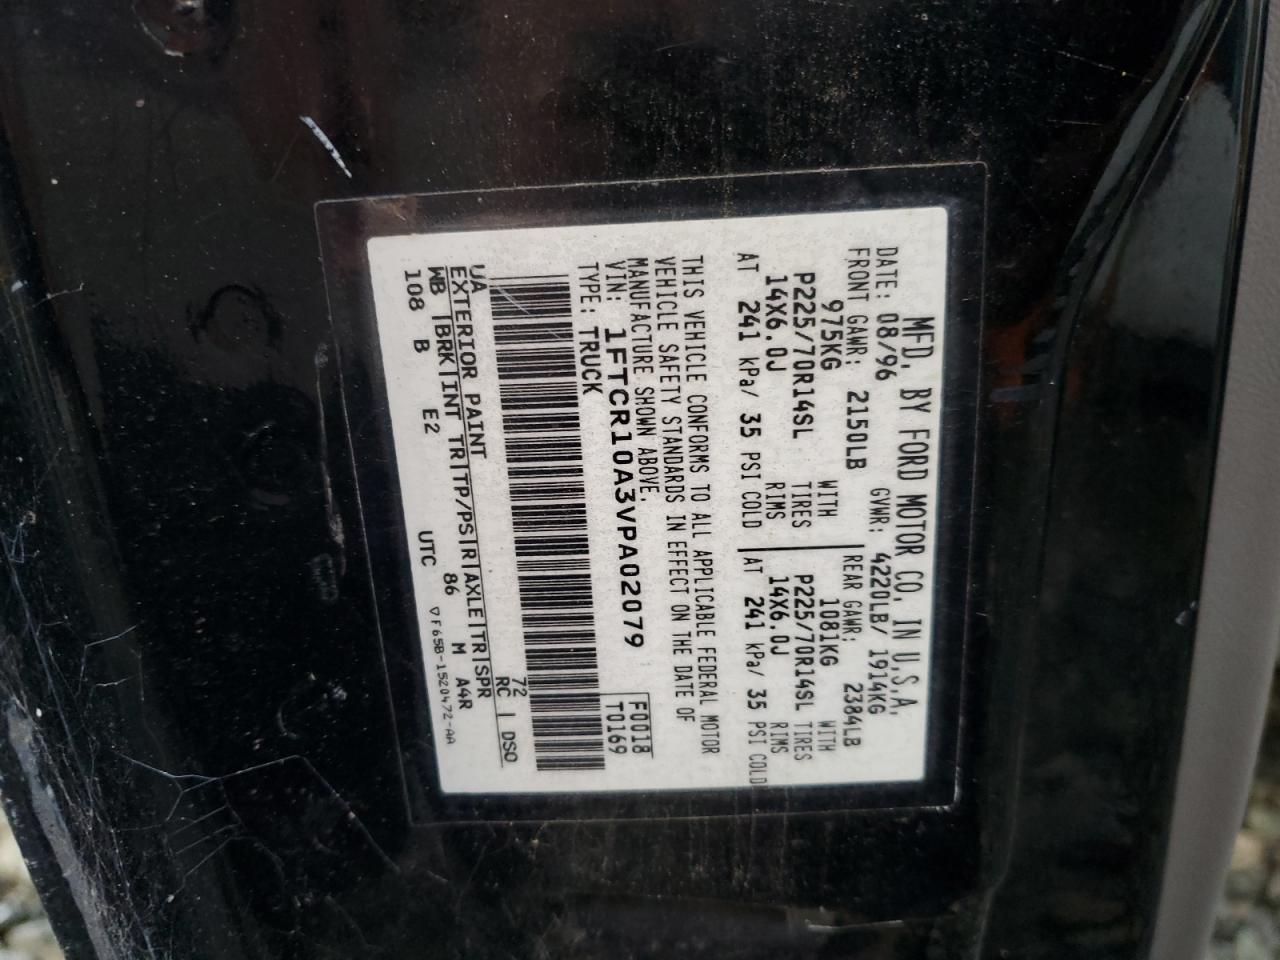 MFD. BY FORD MOTOR CO. IN U.S.A.
DATE: 08/96 GVWR: 4220LB/ 1914KG
FRONT GAWR: 2150LB REAR GAWR: 2384LB
975KG WITH 1081KG WITH
P225/70R14SL TIRES P225/70R14SL TIRES
14X6.0J RIMS 14X6.0J RIMS
AT 241 kPa/ 35 PSI COLD AT 241 kPa/ 35 PSI COLD
THIS VEHICLE CONFORMS TO ALL APPLICABLE FEDERAL MOTOR
VEHICLE SAFETY STANDARDS IN EFFECT ON THE DATE OF
MANUFACTURE SHOWN ABOVE.
VIN: 1FTCR10A3VPA02079 F0018
TYPE: TRUCK T0169
UA 72
EXTERIOR PAINT RC DSO
WB BRK INT TR TP/PS R AXLE TR SPR
108 B E2 86 M A4R
UTC ▽F65B-1520472-AA